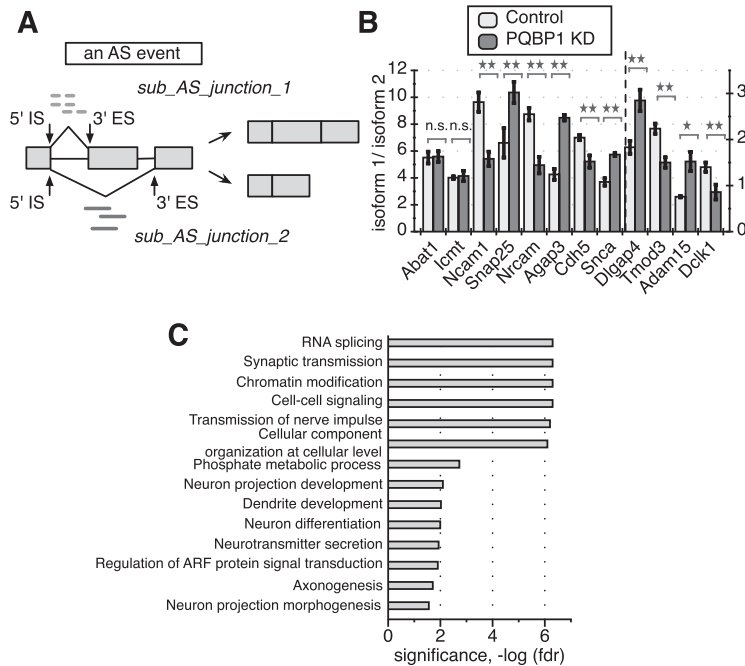 A
an AS event
sub_AS_junction_1
5' IS
3' ES
5' IS
3' ES
sub_AS_junction_2
B
Control
PQBP1 KD
isoform 1/ isoform 2
12
10
8
6
4
2
0
3
2
1
0
n.s.
n.s.
★★
★★
★★
★★
★★
★★
★★
★★
★
★★
Abat1
Icmt
Ncam1
Snap25
Nrcam
Agap3
Cdh5
Snca
Dlgap4
Tmod3
Adam15
Dclk1
C
RNA splicing
Synaptic transmission
Chromatin modification
Cell-cell signaling
Transmission of nerve impulse
Cellular component
organization at cellular level
Phosphate metabolic process
Neuron projection development
Dendrite development
Neuron differentiation
Neurotransmitter secretion
Regulation of ARF protein signal transduction
Axonogenesis
Neuron projection morphogenesis
0 2 4 6
significance, -log (fdr)